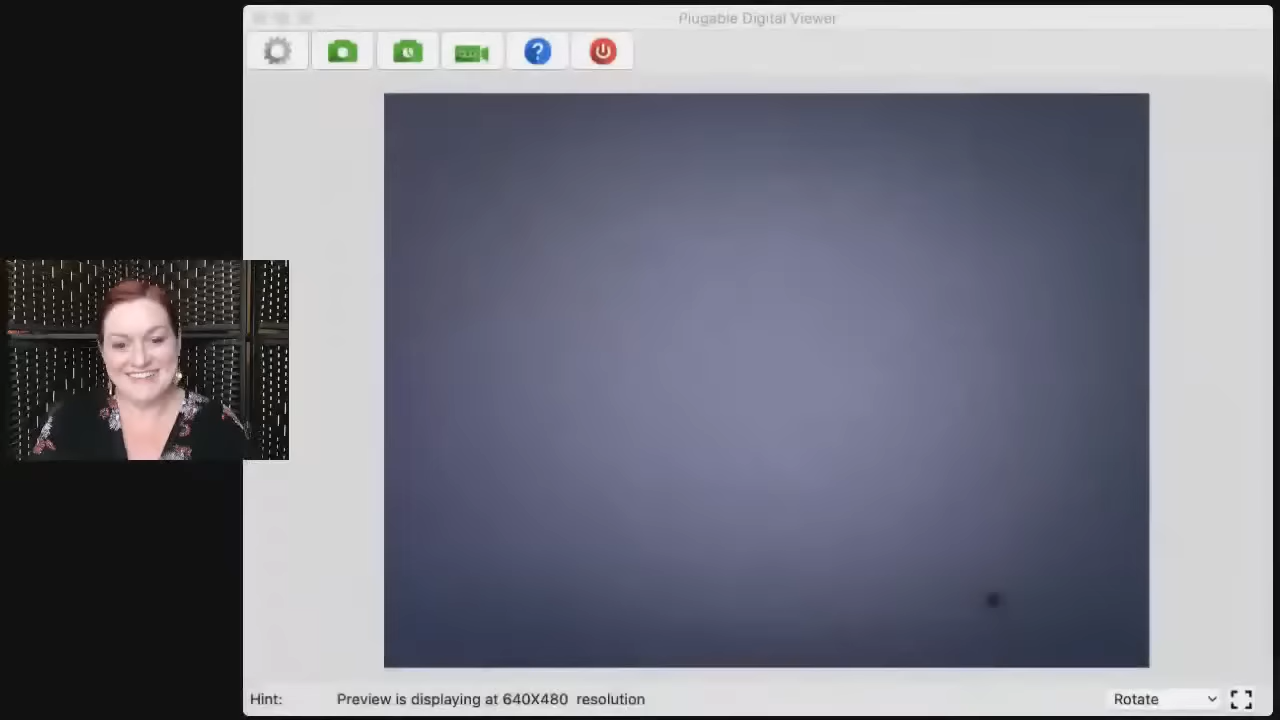 Plugable Digital Viewer
?
Hint: Preview is displaying at 640X480 resolution
Rotate